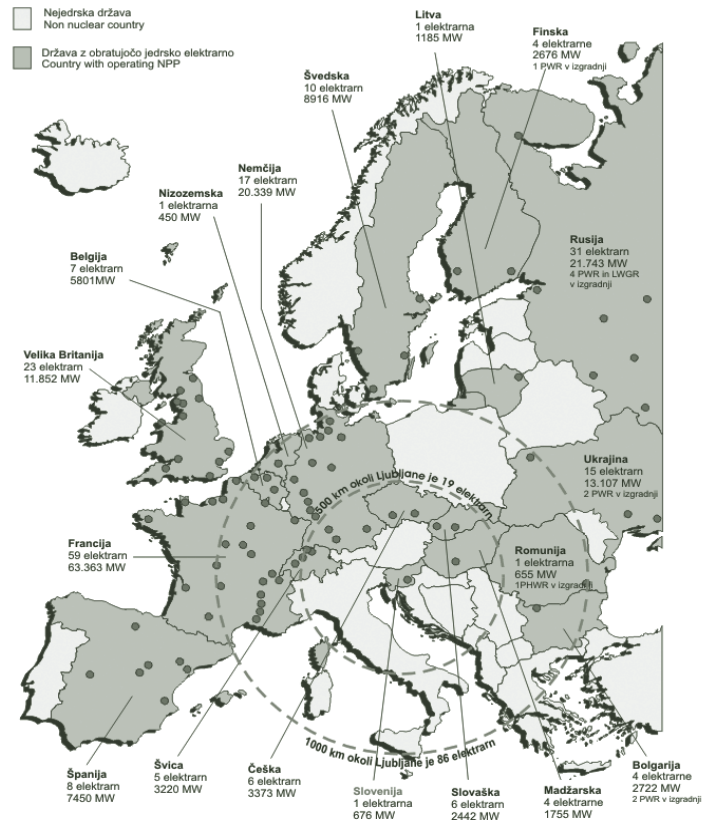 Nejedrska država
Non nuclear country
Država z obratujočo jedrsko elektrarno
Country with operating NPP
Litva
1 elektrarna
1185 MW
Finska
4 elektrarne
2676 MW
1 PWR v izgradnji
Švedska
10 elektrarn
8916 MW
Nemčija
17 elektrarn
20.339 MW
Nizozemska
1 elektrarna
450 MW
Belgija
7 elektrarn
5801MW
Rusija
31 elektrarn
21.743 MW
4 PWR in LWGR
v izgradnji
Velika Britanija
23 elektrarn
11.852 MW
Ukrajina
15 elektrarn
13.107 MW
2 PWR v izgradnji
500 km okoli Ljubljane je 19 elektrarn
Francija
59 elektrarn
63.363 MW
Romunija
1 elektrarna
655 MW
1PHWR v izgradnji
1000 km okoli Ljubljane je 86 elektrarn
Španija
8 elektrarn
7450 MW
Švica
5 elektrarn
3220 MW
Češka
6 elektrarn
3373 MW
Slovenija
1 elektrarna
676 MW
Slovaška
6 elektrarn
2442 MW
Madžarska
4 elektrarne
1755 MW
Bolgarija
4 elektrarne
2722 MW
2 PWR v izgradnji